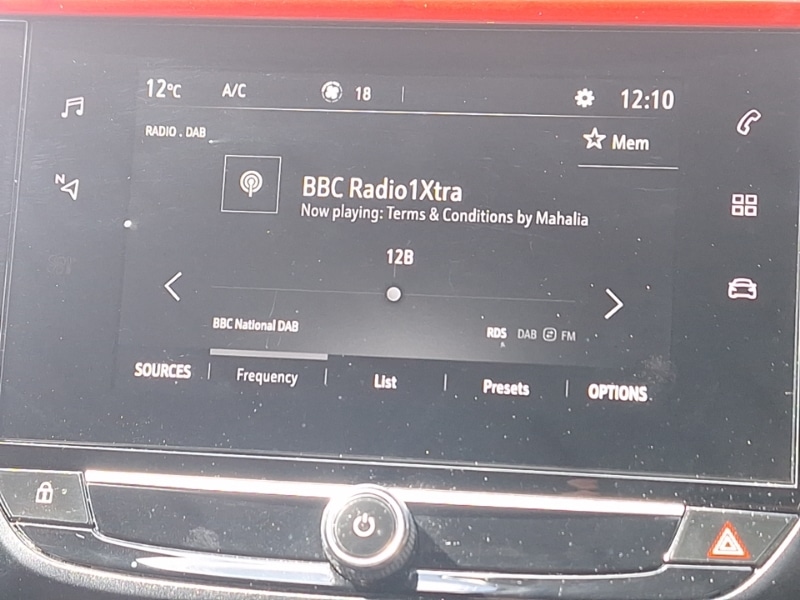 12°C A/C 18 12:10
RADIO . DAB
Mem
N
BBC Radio1Xtra
Now playing: Terms & Conditions by Mahalia
12B
BBC National DAB
RDS DAB FM
SOURCES Frequency List Presets OPTIONS